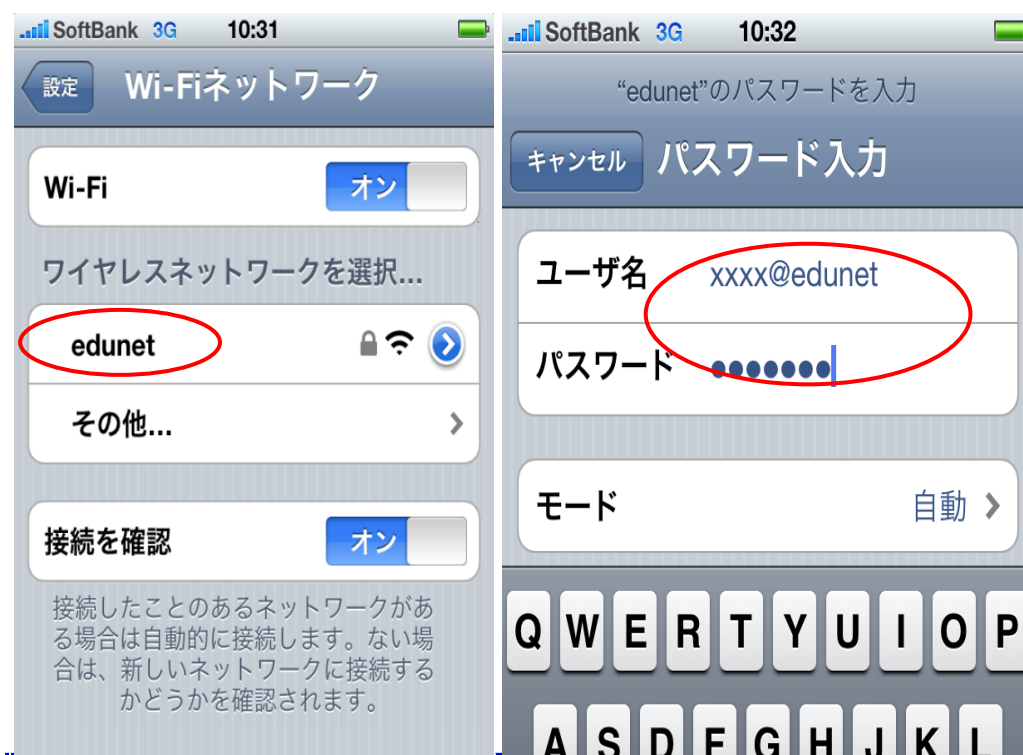 SoftBank 3G 10:31
設定 Wi-Fiネットワーク
Wi-Fi オン
ワイヤレスネットワークを選択...
edunet
その他...
接続を確認 オン
接続したことのあるネットワークがあ
る場合は自動的に接続します。ない場
合は、新しいネットワークに接続する
かどうかを確認されます。
SoftBank 3G 10:32
“edunet”のパスワードを入力
キャンセル パスワード入力
ユーザ名 xxxx@edunet
パスワード ●●●●●●●
モード 自動
Q W E R T Y U I O P
A S D F G H J K L